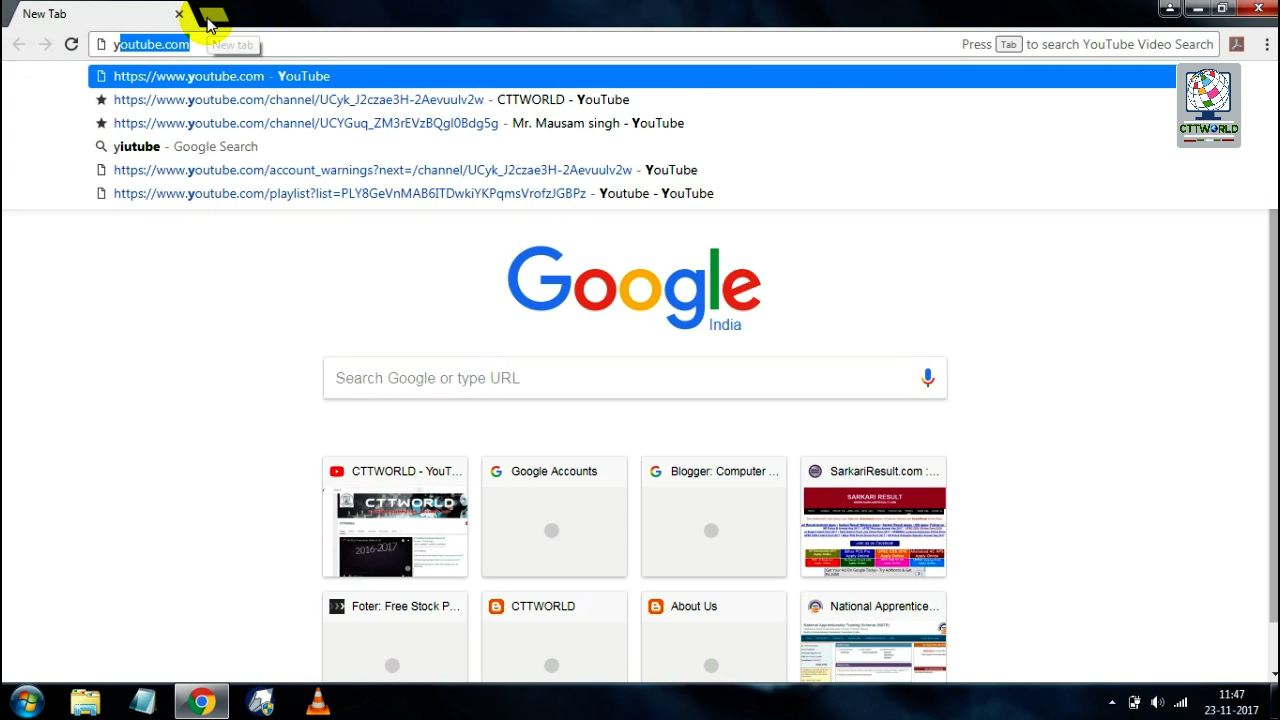 New Tab
youtube.com
New tab
Press Tab to search YouTube Video Search
https://www.youtube.com - YouTube
https://www.youtube.com/channel/UCyk_J2czae3H-2Aevuulv2w - CTTWORLD - YouTube
https://www.youtube.com/channel/UCYGuq_ZM3rEVzBQgl0Bdg5g - Mr. Mausam singh - YouTube
yiutube - Google Search
https://www.youtube.com/account_warnings?next=/channel/UCyk_J2czae3H-2Aevuulv2w - YouTube
https://www.youtube.com/playlist?list=PLY8GeVnMAB6ITDwkiYKPqmsVrofzJGBPz - Youtube - YouTube
CTTWORLD
Google
India
Search Google or type URL
CTTWORLD - YouT...
Google Accounts
Blogger: Computer ...
SarkariResult.com :...
CTTWORLD
2016-2017
SARKARI RESULT
Foter: Free Stock P...
CTTWORLD
About Us
National Apprentice...
11:47
23-11-2017